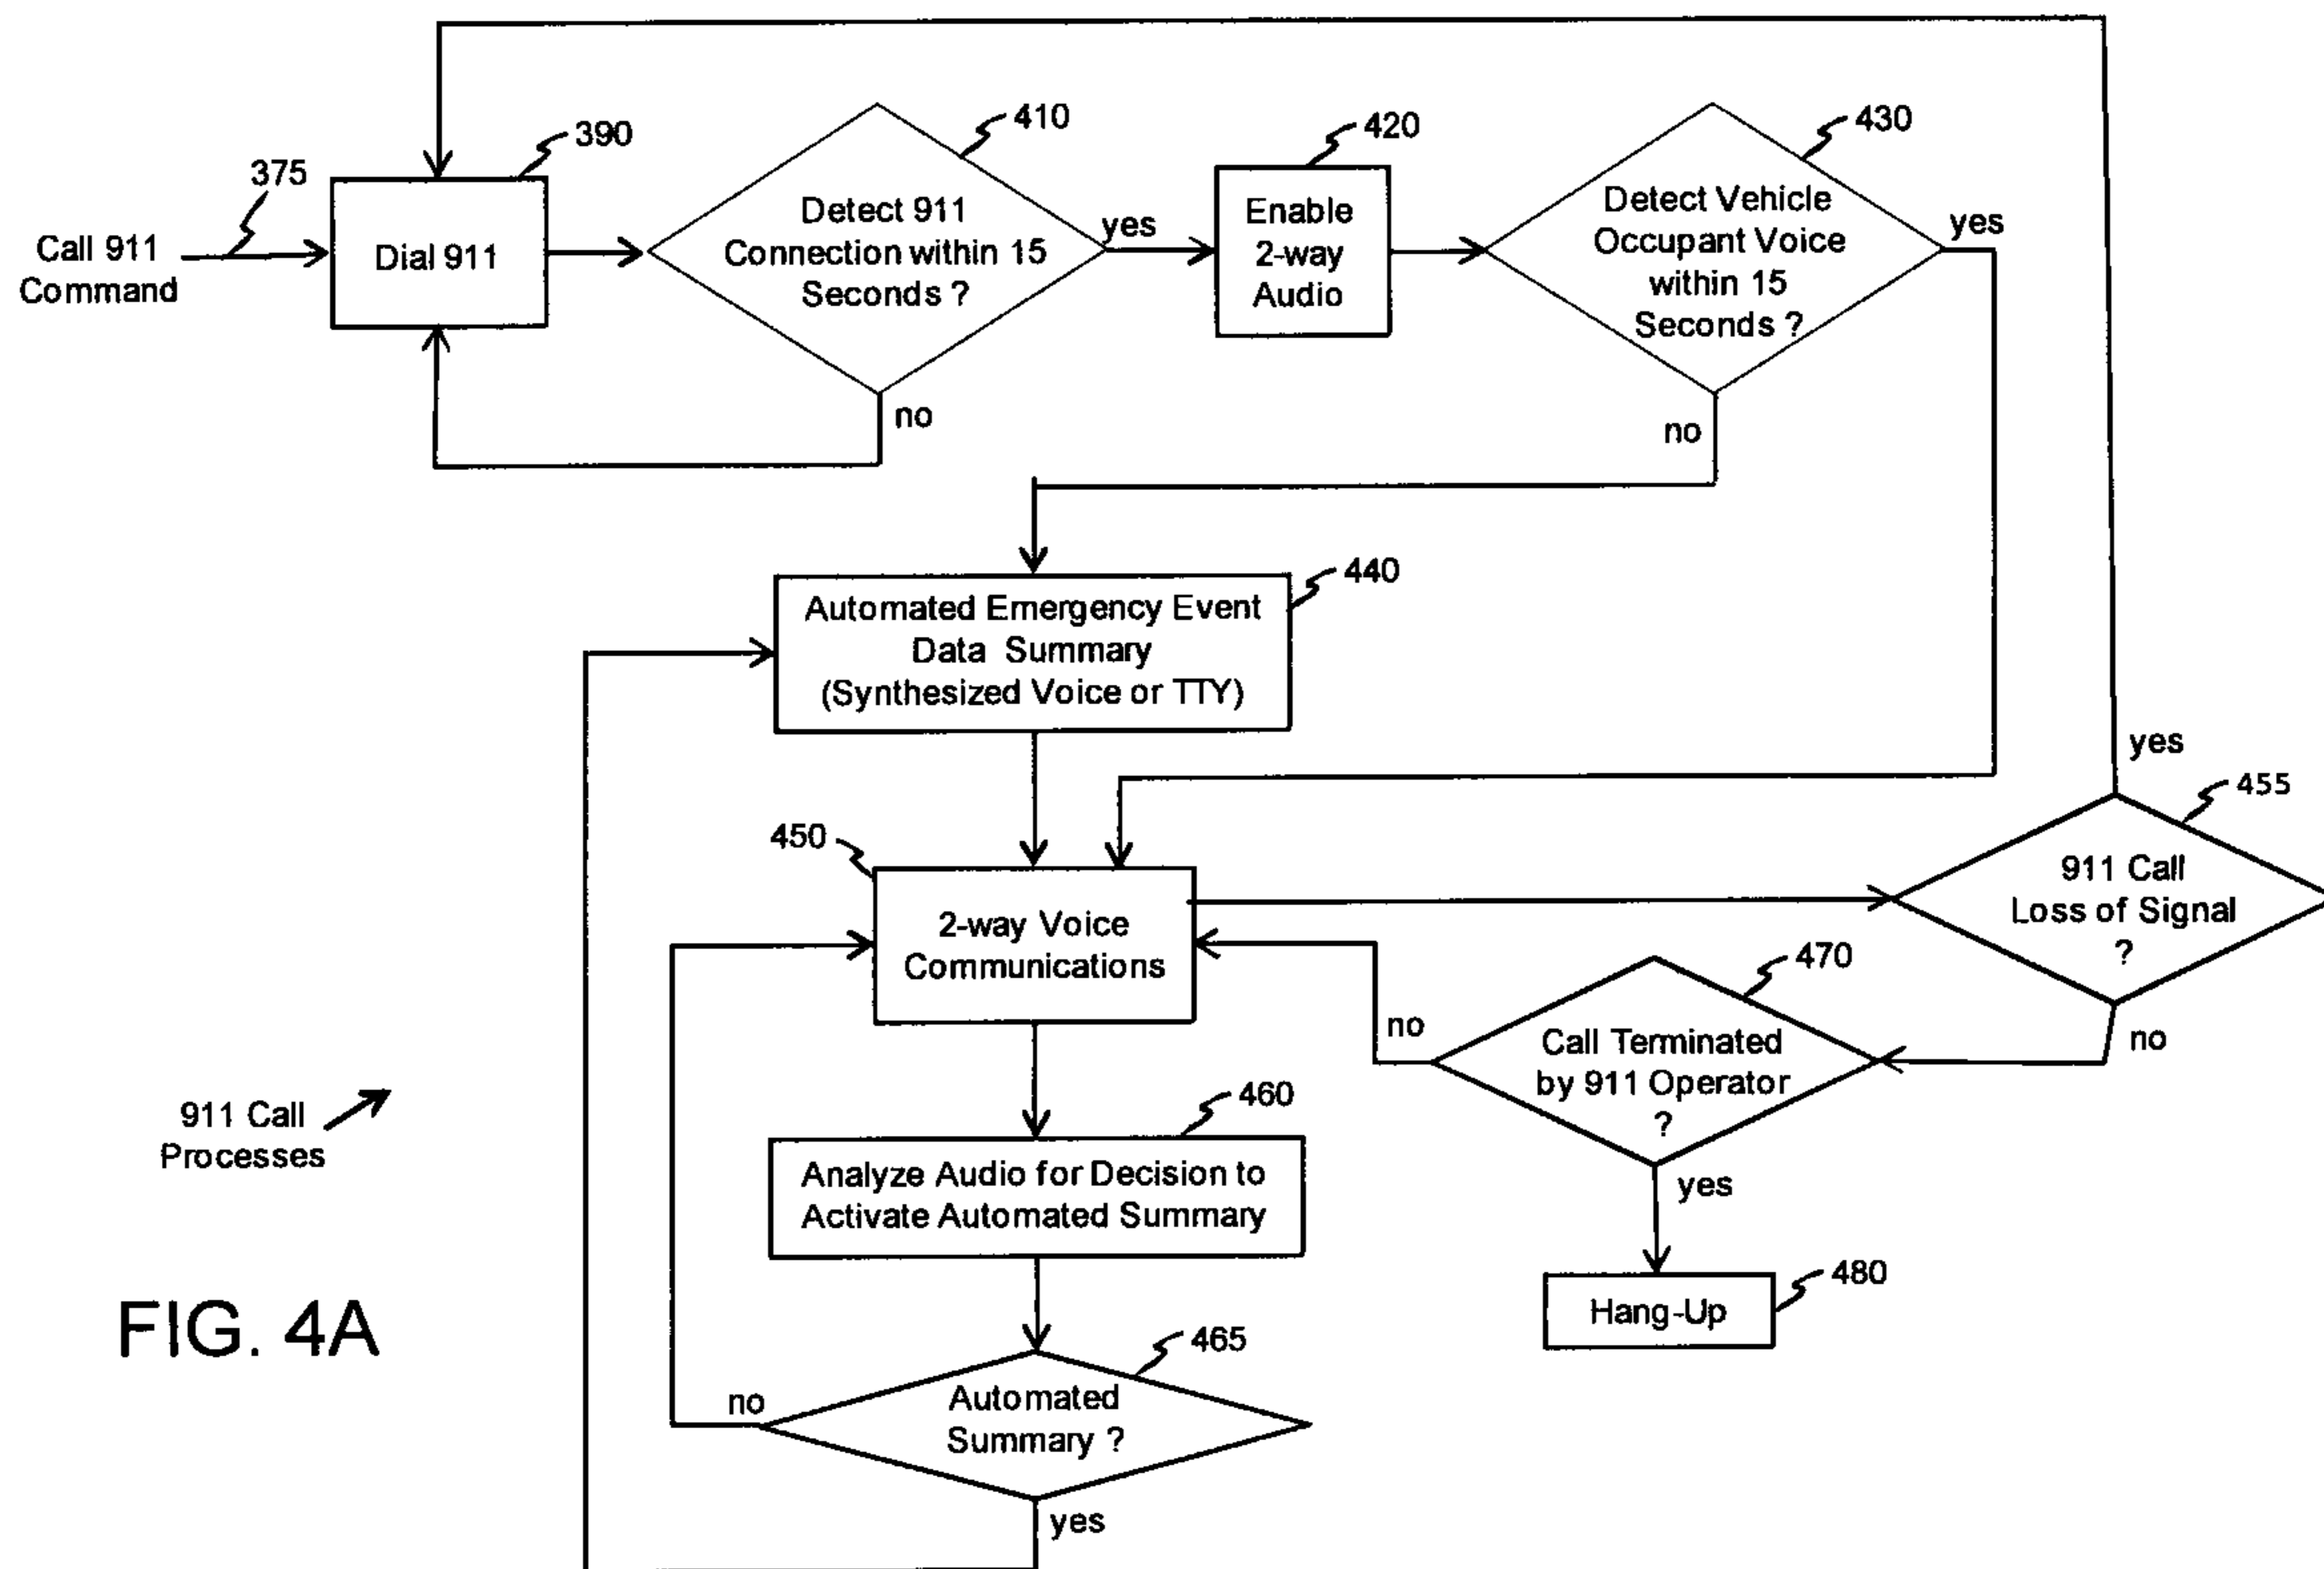 375
Call 911
Command
390
Dial 911
410
Detect 911
Connection within 15
Seconds ?
yes
no
420
Enable
2-way
Audio
430
Detect Vehicle
Occupant Voice
within 15
Seconds ?
yes
no
440
Automated Emergency Event
Data Summary
(Synthesized Voice or TTY)
450
2-way Voice
Communications
yes
455
911 Call
Loss of Signal
?
no
470
Call Terminated
by 911 Operator
?
no
yes
480
Hang-Up
460
Analyze Audio for Decision to
Activate Automated Summary
465
Automated
Summary ?
no
yes
911 Call
Processes
FIG. 4A